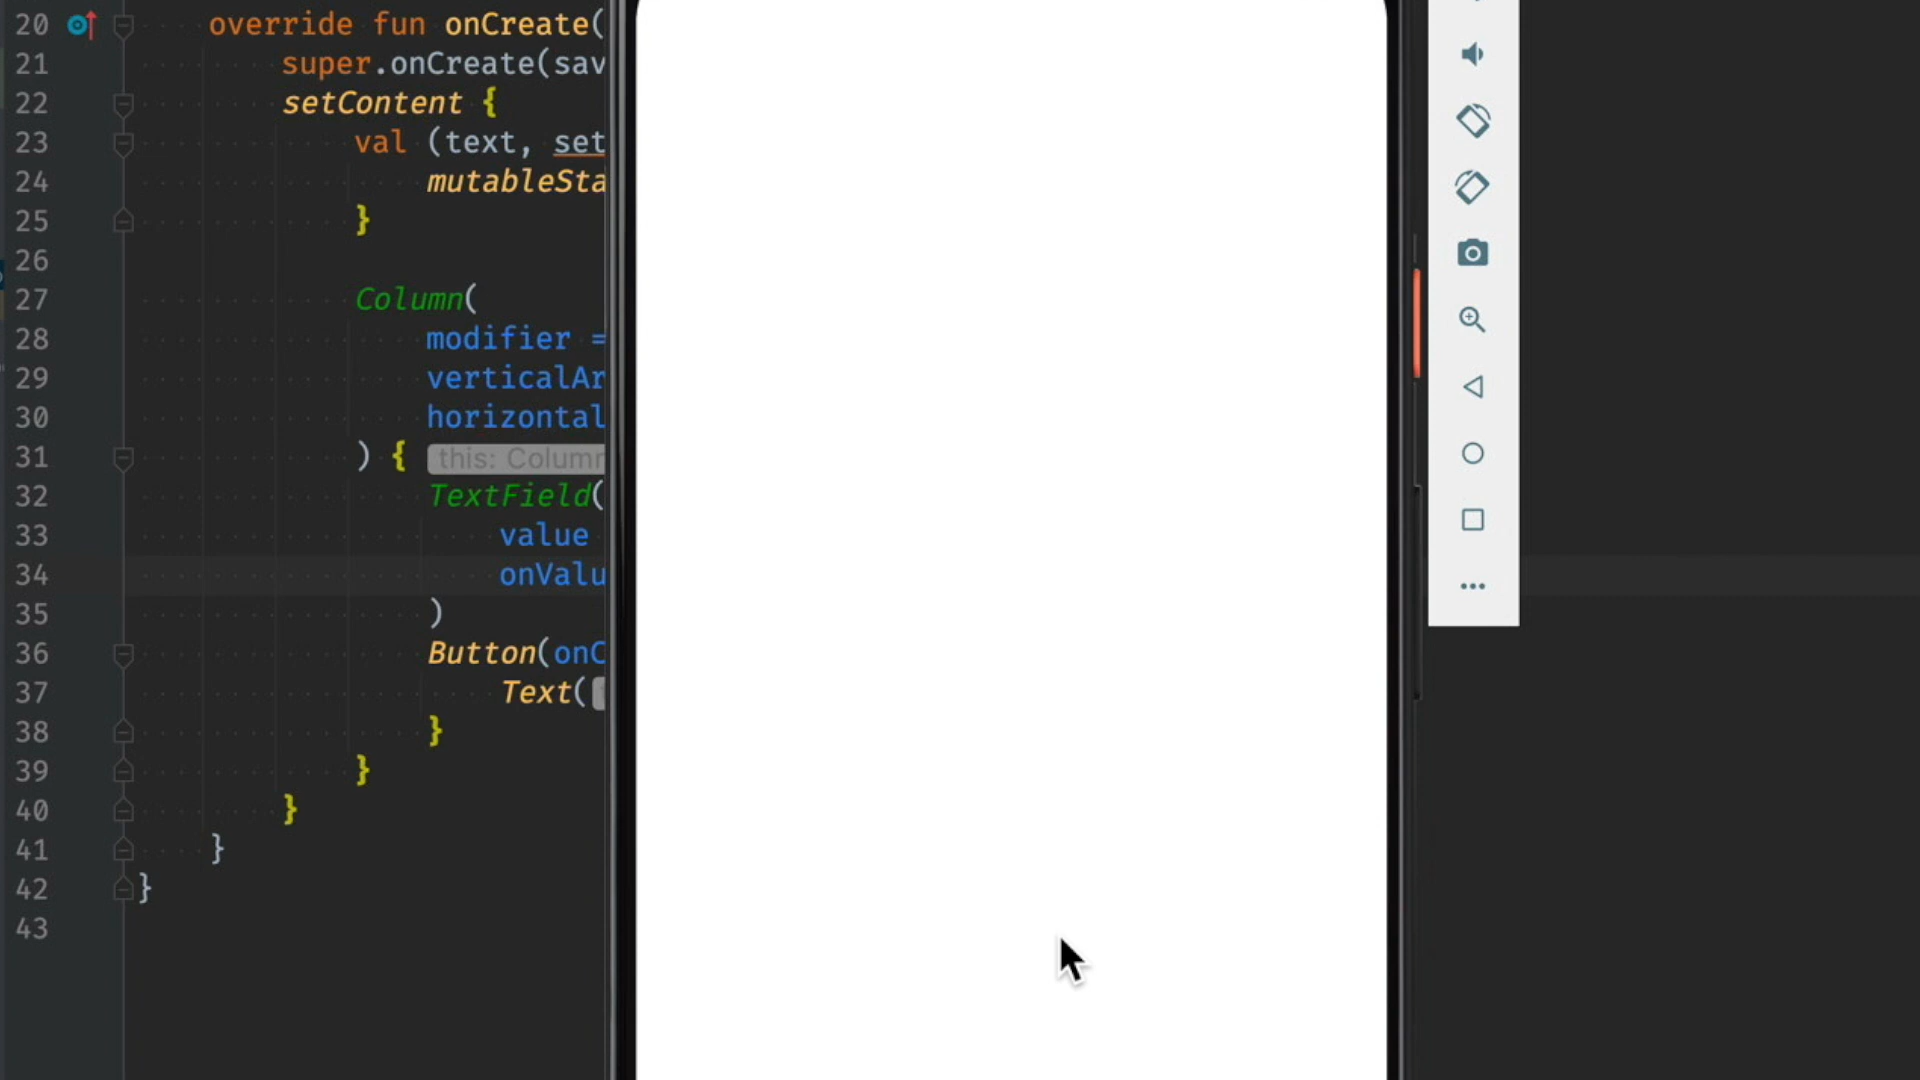 20 override fun onCreate(
21 super.onCreate(sav
22 setContent {
23 val (text, set
24 mutableSta
25 }
26
27 Column(
28 modifier =
29 verticalAr
30 horizontal
31 ) { this: Column
32 TextField(
33 value
34 onValu
35 )
36 Button(onC
37 Text(
38 }
39 }
40 }
41 }
42 }
43